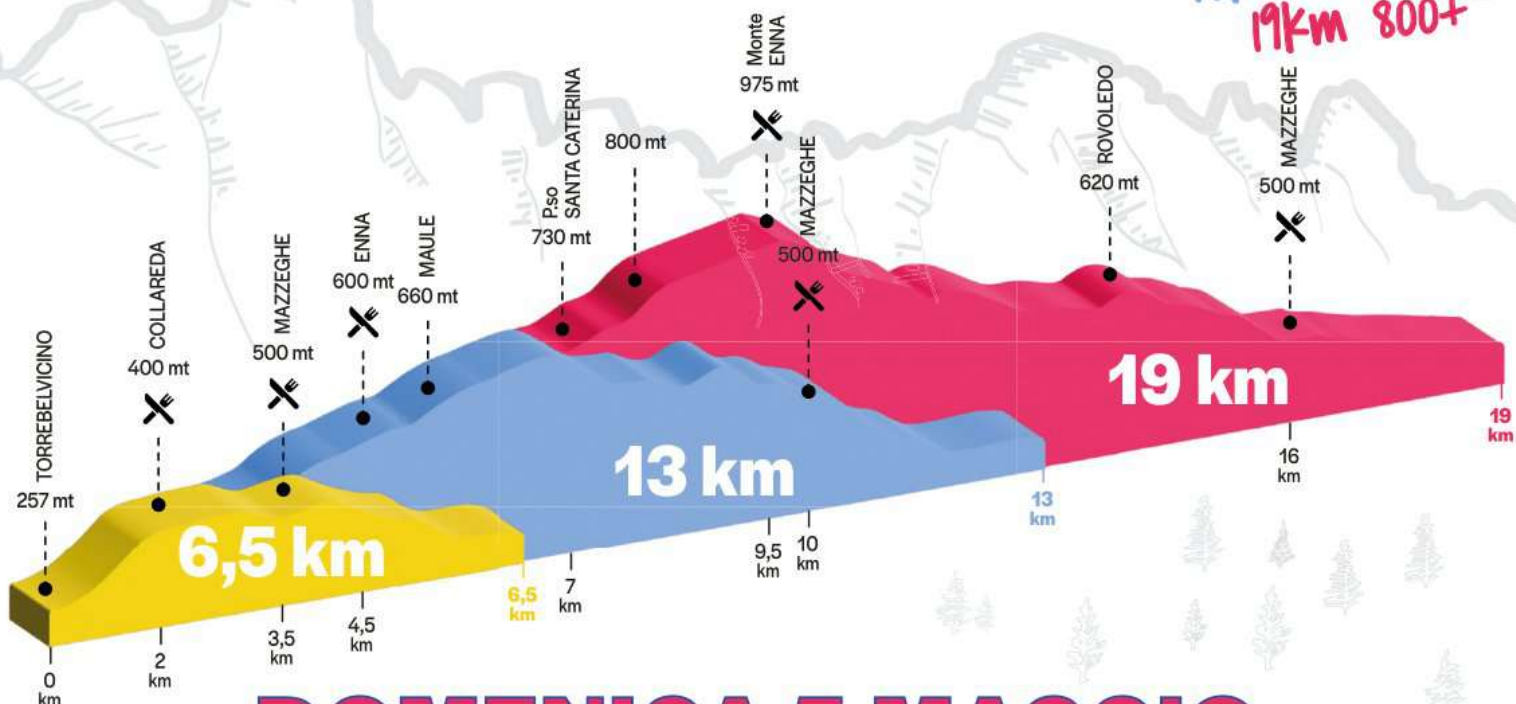 19km 800+
Monte
ENNA
975 mt
P.so
SANTA CATERINA
730 mt
800 mt
ROVOLEDO
620 mt
MAZZEGHE
500 mt
MAZZEGHE
500 mt
TORREBELVICINO
257 mt
COLLAREDA
400 mt
MAZZEGHE
500 mt
ENNA
600 mt
MAULE
660 mt
19 km
13 km
6,5 km
0
km
2
km
3,5
km
4,5
km
6,5
km
7
km
9,5
km
10
km
13
km
16
km
19
km